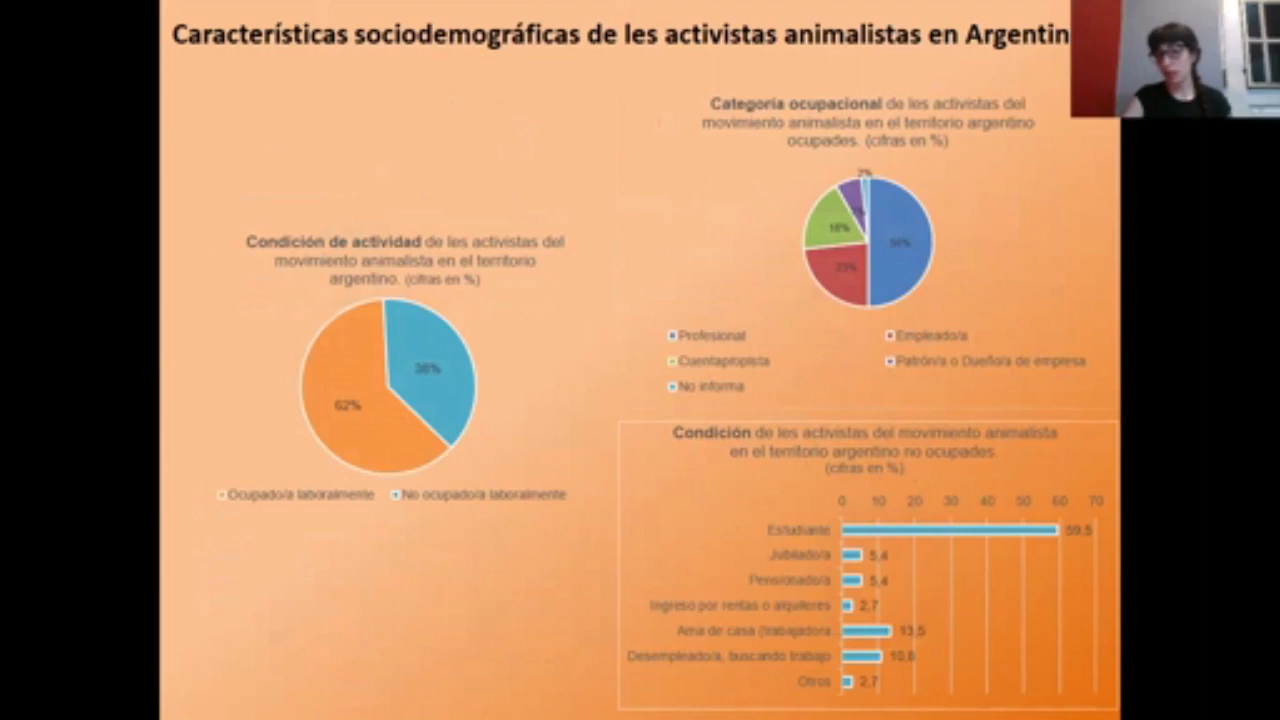 Características sociodemográficas de les activistas animalistas en Argentin
Categoría ocupacional de les activistas del
movimiento animalista en el territorio argentino
ocupades. (cifras en %)
2%
7%
18%
50%
23%
Profesional
Empleado/a
Cuentapropista
Patrón/a o Dueño/a de empresa
No informa
Condición de actividad de les activistas del
movimiento animalista en el territorio
argentino. (cifras en %)
38%
62%
Ocupado/a laboralmente
No ocupado/a laboralmente
Condición de les activistas del movimiento animalista
en el territorio argentino no ocupades.
(cifras en %)
0 10 20 30 40 50 60 70
Estudiante 59,5
Jubilado/a 5,4
Pensionado/a 5,4
Ingreso por rentas o alquileres 2,7
Ama de casa (trabajadora... 13,5
Desempleado/a, buscando trabajo 10,8
Otros 2,7